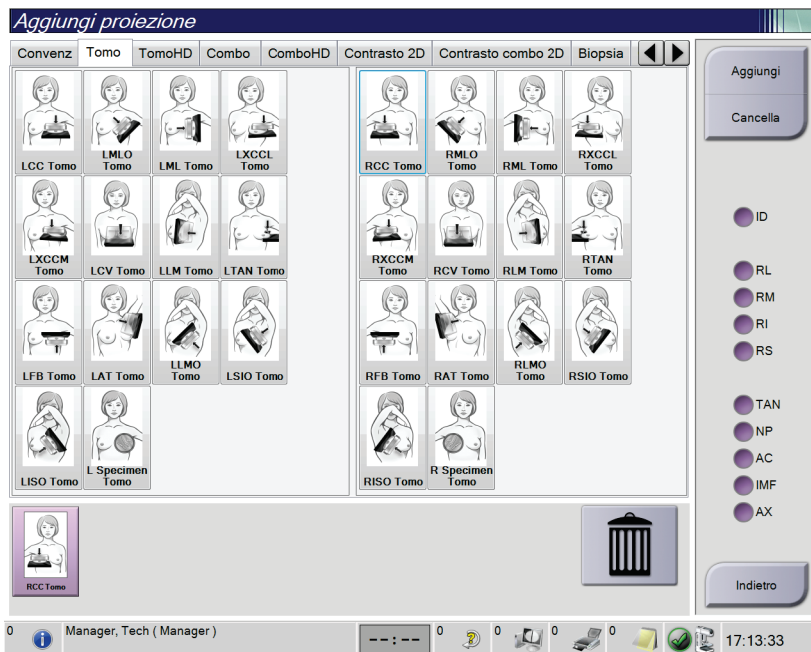 Aggiungi proiezione
Convenz Tomo TomoHD Combo ComboHD Contrasto 2D Contrasto combo 2D Biopsia
LCC Tomo
LMLO
Tomo
LML Tomo
LXCCL
Tomo
RCC Tomo
RMLO
Tomo
RML Tomo
RXCCL
Tomo
LXCCM
Tomo
LCV Tomo
LLM Tomo
LTAN Tomo
RXCCM
Tomo
RCV Tomo
RLM Tomo
RTAN
Tomo
LFB Tomo
LAT Tomo
LLMO
Tomo
LSIO Tomo
RFB Tomo
RAT Tomo
RLMO
Tomo
RSIO Tomo
LISO Tomo
L Specimen
Tomo
RISO Tomo
R Specimen
Tomo
RCC Tomo
Aggiungi
Cancella
ID
RL
RM
RI
RS
TAN
NP
AC
IMF
AX
Indietro
0 Manager, Tech ( Manager ) --:-- 0 0 0 0 17:13:33